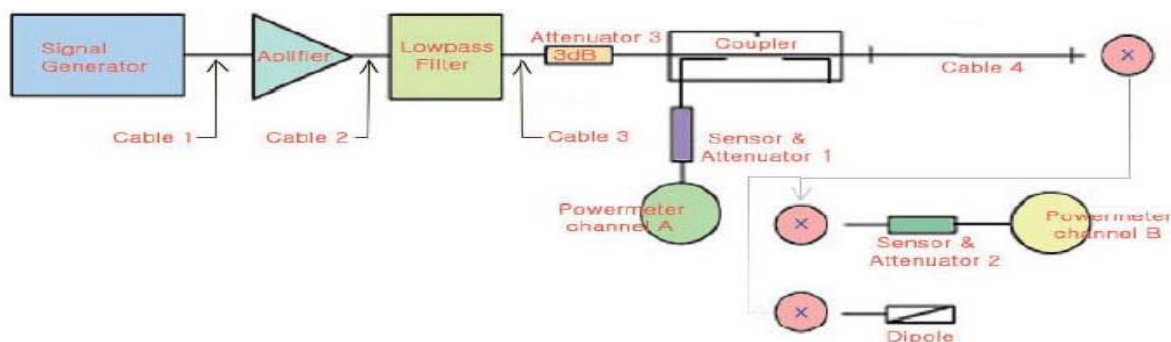 Signal
Generator
Aplifier
Lowpass
Filter
Attenuator 3
3dB
Coupler
Cable 4
×
Cable 1
Cable 2
Cable 3
Sensor &
Attenuator 1
Powermeter
channel A
×
Sensor &
Attenuator 2
Powermeter
channel B
×
Dipole